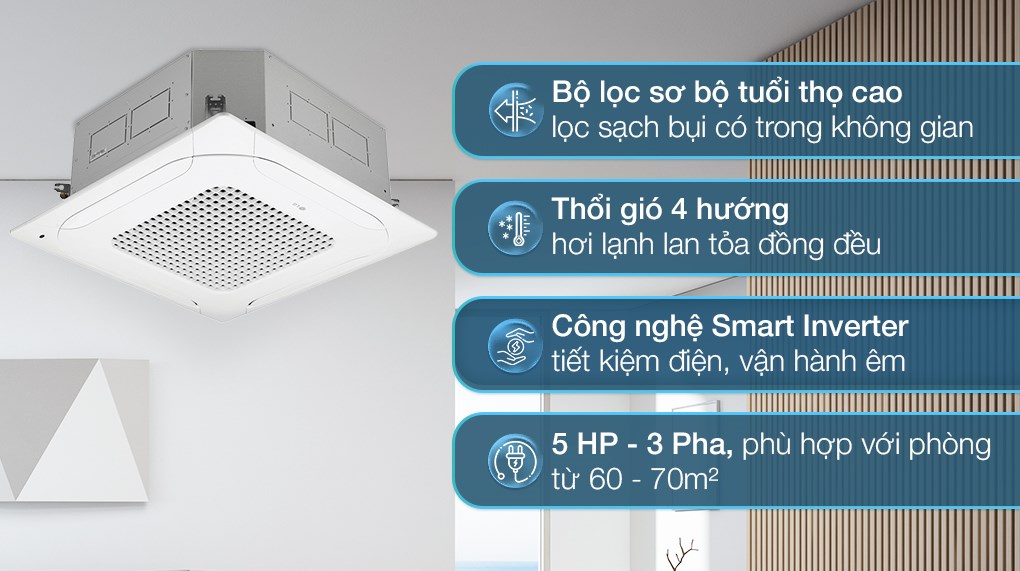 Bộ lọc sơ bộ tuổi thọ cao
lọc sạch bụi có trong không gian
Thổi gió 4 hướng
hơi lạnh lan tỏa đồng đều
Công nghệ Smart Inverter
tiết kiệm điện, vận hành êm
5 HP - 3 Pha, phù hợp với phòng
từ 60 - 70m²